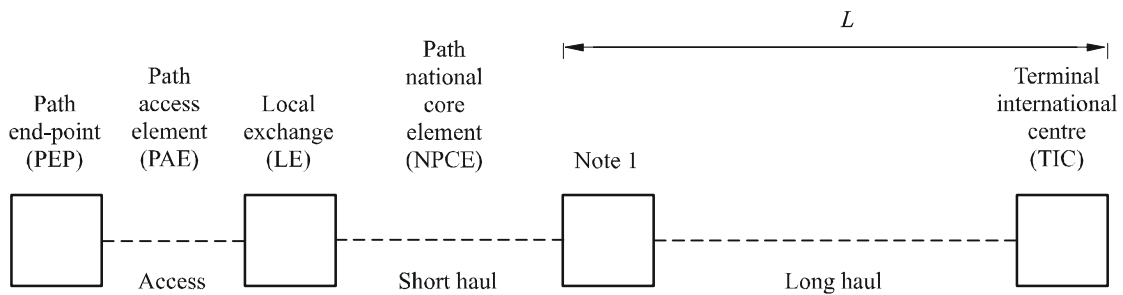 L
Path
end-point
(PEP)
Path
access
element
(PAE)
Local
exchange
(LE)
Path
national
core
element
(NPCE)
Note 1
Terminal
international
centre
(TIC)
Access
Short haul
Long haul